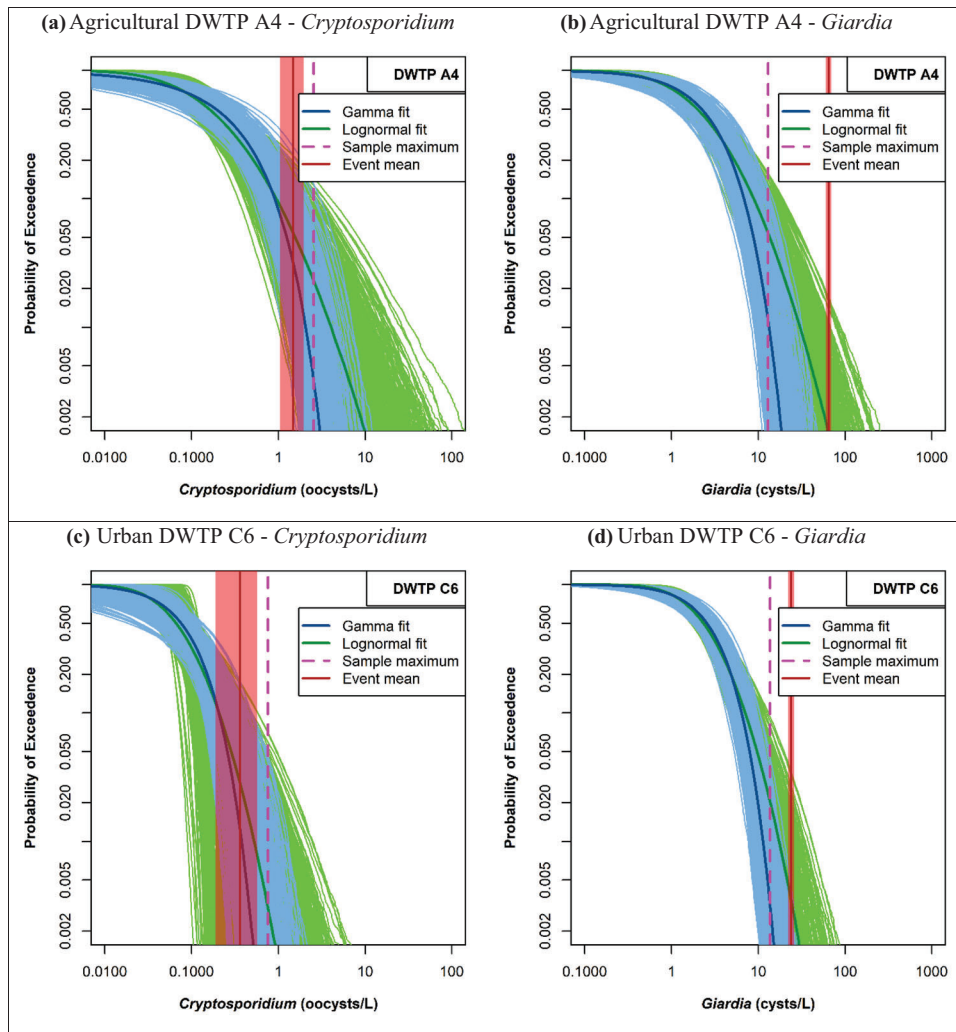 (a) Agricultural DWTP A4 - Cryptosporidium
DWTP A4
Gamma fit
Lognormal fit
Sample maximum
Event mean
Probability of Exceedence
0.500
0.200
0.050
0.020
0.005
0.002
0.0100
0.1000
1
10
100
Cryptosporidium (oocysts/L)
(b) Agricultural DWTP A4 - Giardia
DWTP A4
Gamma fit
Lognormal fit
Sample maximum
Event mean
Probability of Exceedence
0.500
0.200
0.050
0.020
0.005
0.002
0.1000
1
10
100
1000
Giardia (cysts/L)
(c) Urban DWTP C6 - Cryptosporidium
DWTP C6
Gamma fit
Lognormal fit
Sample maximum
Event mean
Probability of Exceedence
0.500
0.200
0.050
0.020
0.005
0.002
0.0100
0.1000
1
10
100
Cryptosporidium (oocysts/L)
(d) Urban DWTP C6 - Giardia
DWTP C6
Gamma fit
Lognormal fit
Sample maximum
Event mean
Probability of Exceedence
0.500
0.200
0.050
0.020
0.005
0.002
0.1000
1
10
100
1000
Giardia (cysts/L)